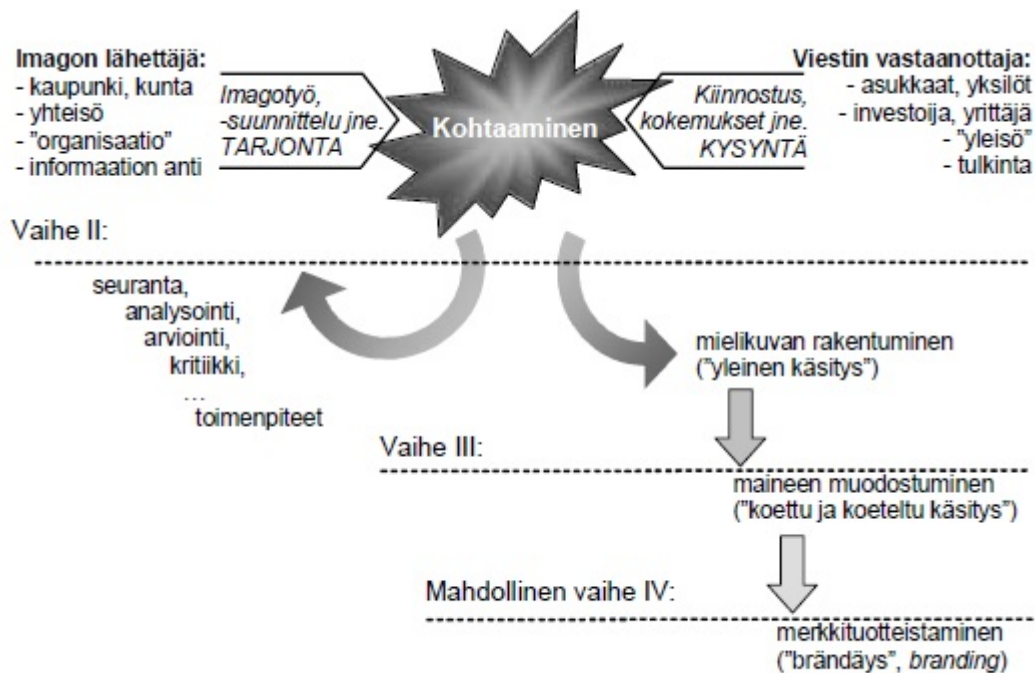 Imagon lähettäjä:
- kaupunki, kunta
- yhteisö
- "organisaatio"
- informaation anti
Imagotyö,
-suunnittelu jne.
TARJONTA
Kohtaaminen
Kiinnostus,
kokemukset jne.
KYSYNTÄ
Viestin vastaanottaja:
- asukkaat, yksilöt
- investoija, yrittäjä
- "yleisö"
- tulkinta
Vaihe II:
seuranta,
analysointi,
arviointi,
kritiikki,
...
toimenpiteet
mielikuvan rakentuminen
("yleinen käsitys")
Vaihe III:
maineen muodostuminen
("koettu ja koeteltu käsitys")
Mahdollinen vaihe IV:
merkkituotteistaminen
("brändäys", branding)